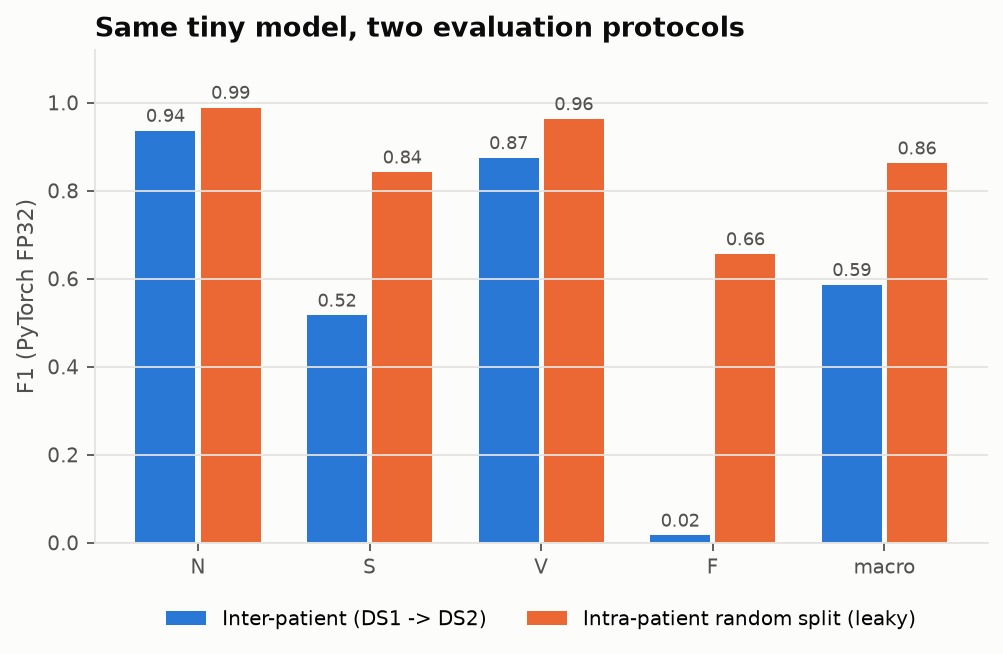 Same tiny model, two evaluation protocols
F1 (PyTorch FP32)
1.0
0.8
0.6
0.4
0.2
0.0
0.94
0.99
0.52
0.84
0.87
0.96
0.02
0.66
0.59
0.86
N
S
V
F
macro
Inter-patient (DS1 -> DS2)
Intra-patient random split (leaky)